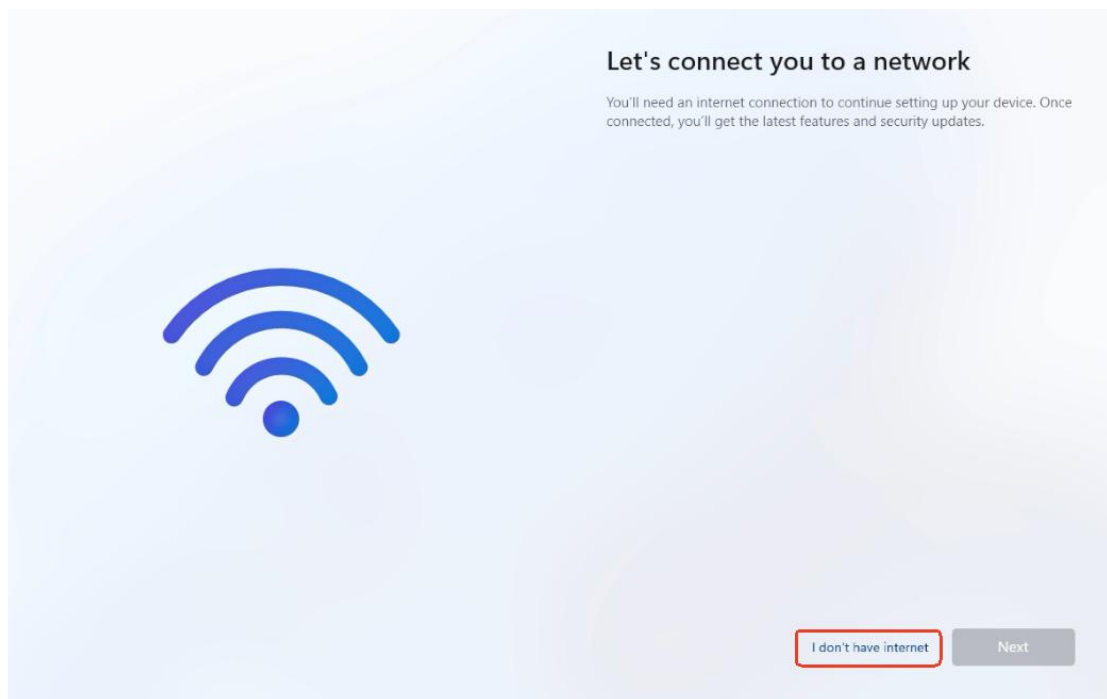 Let's connect you to a network
You'll need an internet connection to continue setting up your device. Once
connected, you'll get the latest features and security updates.
I don't have internet
Next